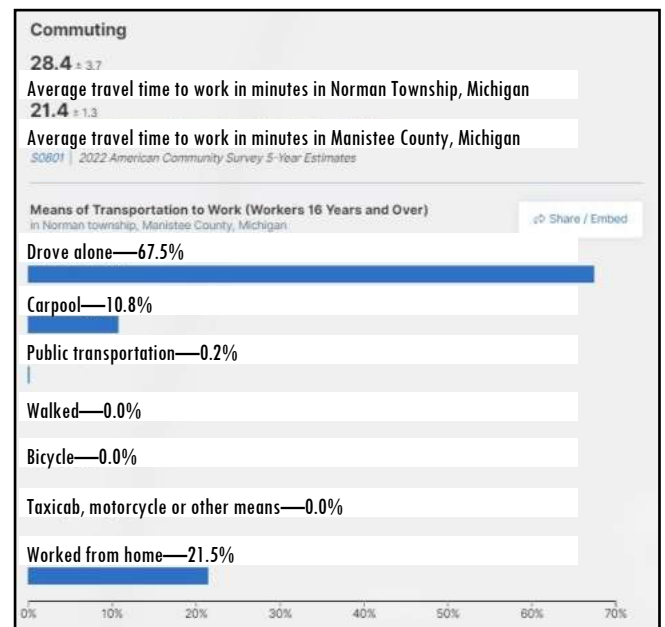 Commuting
28.4 ± 3.7
Average travel time to work in minutes in Norman Township, Michigan
21.4 ± 1.3
Average travel time to work in minutes in Manistee County, Michigan
S0801 | 2022 American Community Survey 5-Year Estimates
Means of Transportation to Work (Workers 16 Years and Over)
in Norman township, Manistee County, Michigan
Share / Embed
Drove alone—67.5%
Carpool—10.8%
Public transportation—0.2%
Walked—0.0%
Bicycle—0.0%
Taxicab, motorcycle or other means—0.0%
Worked from home—21.5%
0% 10% 20% 30% 40% 50% 60% 70%